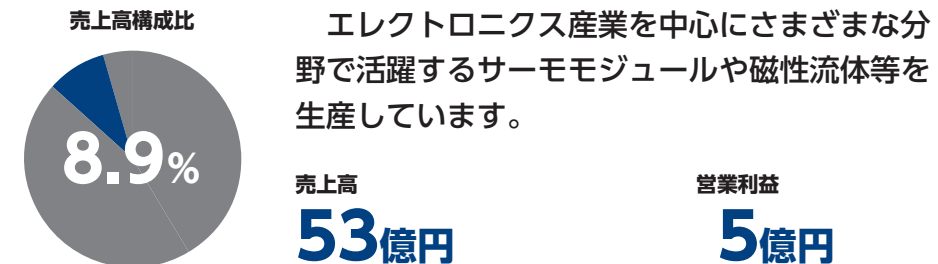 売上高構成比
8.9%
エレクトロニクス産業を中心にさまざまな分
野で活躍するサーモモジュールや磁性流体等を
生産しています。
売上高
53億円
営業利益
5億円